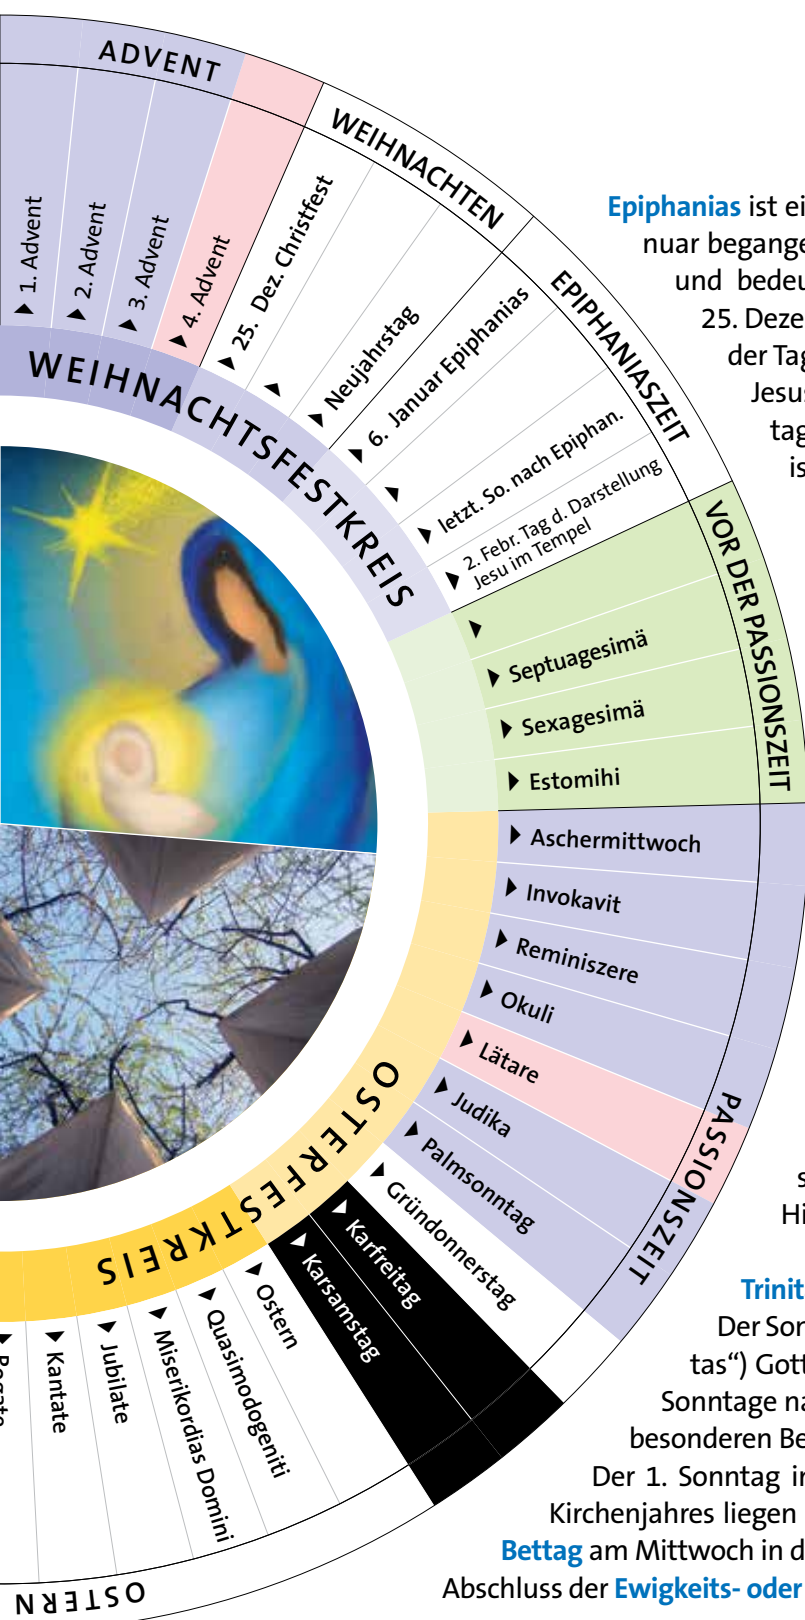 ADVENT
WEIHNACHTEN
EPIPHANIASZEIT
VOR DER PASSIONSZEIT
PASSIONSZEIT
OSTERN
1. Advent
2. Advent
3. Advent
4. Advent
25. Dez. Christfest
Neujahrstag
6. Januar Epiphanias
letzt. So. nach Epiphan.
2. Febr. Tag d. Darstellung
Jesu im Tempel
Septuagesimä
Sexagesimä
Estomihi
Aschermittwoch
Invokavit
Reminiszere
Okuli
Lätare
Judika
Palmsonntag
Gründonnerstag
Karfreitag
Karsamstag
Ostern
Quasimodogeniti
Miserikordias Domini
Jubilate
Kantate
WEIHNACHTSFESTKREIS
OSTERFESTKREIS
Epiphanias ist ei
nuar begange
und bedeu
25. Deze
der Tag
Jesus
tag
is
s
Hi
Trinit
Der Son
tas“) Gott
Sonntage na
besonderen Be
Der 1. Sonntag in
Kirchenjahres liegen
Bettag am Mittwoch in d
Abschluss der Ewigkeits- oder